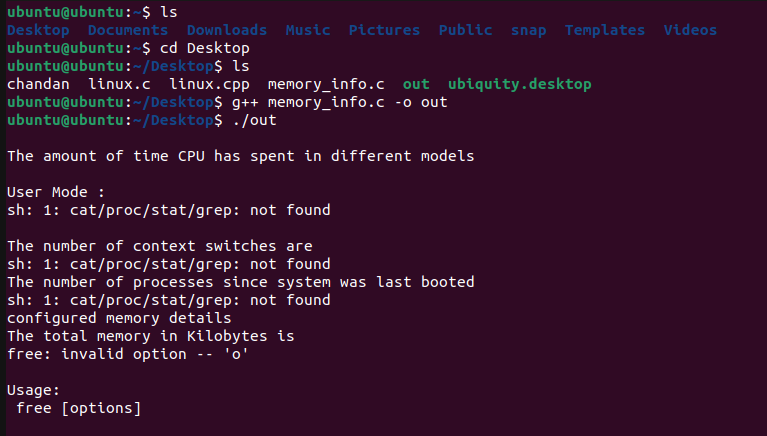 ubuntu@ubuntu:~$ ls
Desktop  Documents  Downloads  Music  Pictures  Public  snap  Templates  Videos
ubuntu@ubuntu:~$ cd Desktop
ubuntu@ubuntu:~/Desktop$ ls
chandan  linux.c  linux.cpp  memory_info.c  out  ubiquity.desktop
ubuntu@ubuntu:~/Desktop$ g++ memory_info.c -o out
ubuntu@ubuntu:~/Desktop$ ./out
The amount of time CPU has spent in different models
User Mode :
sh: 1: cat/proc/stat/grep: not found
The number of context switches are
sh: 1: cat/proc/stat/grep: not found
The number of processes since system was last booted
sh: 1: cat/proc/stat/grep: not found
configured memory details
The total memory in Kilobytes is
free: invalid option -- 'o'
Usage:
 free [options]